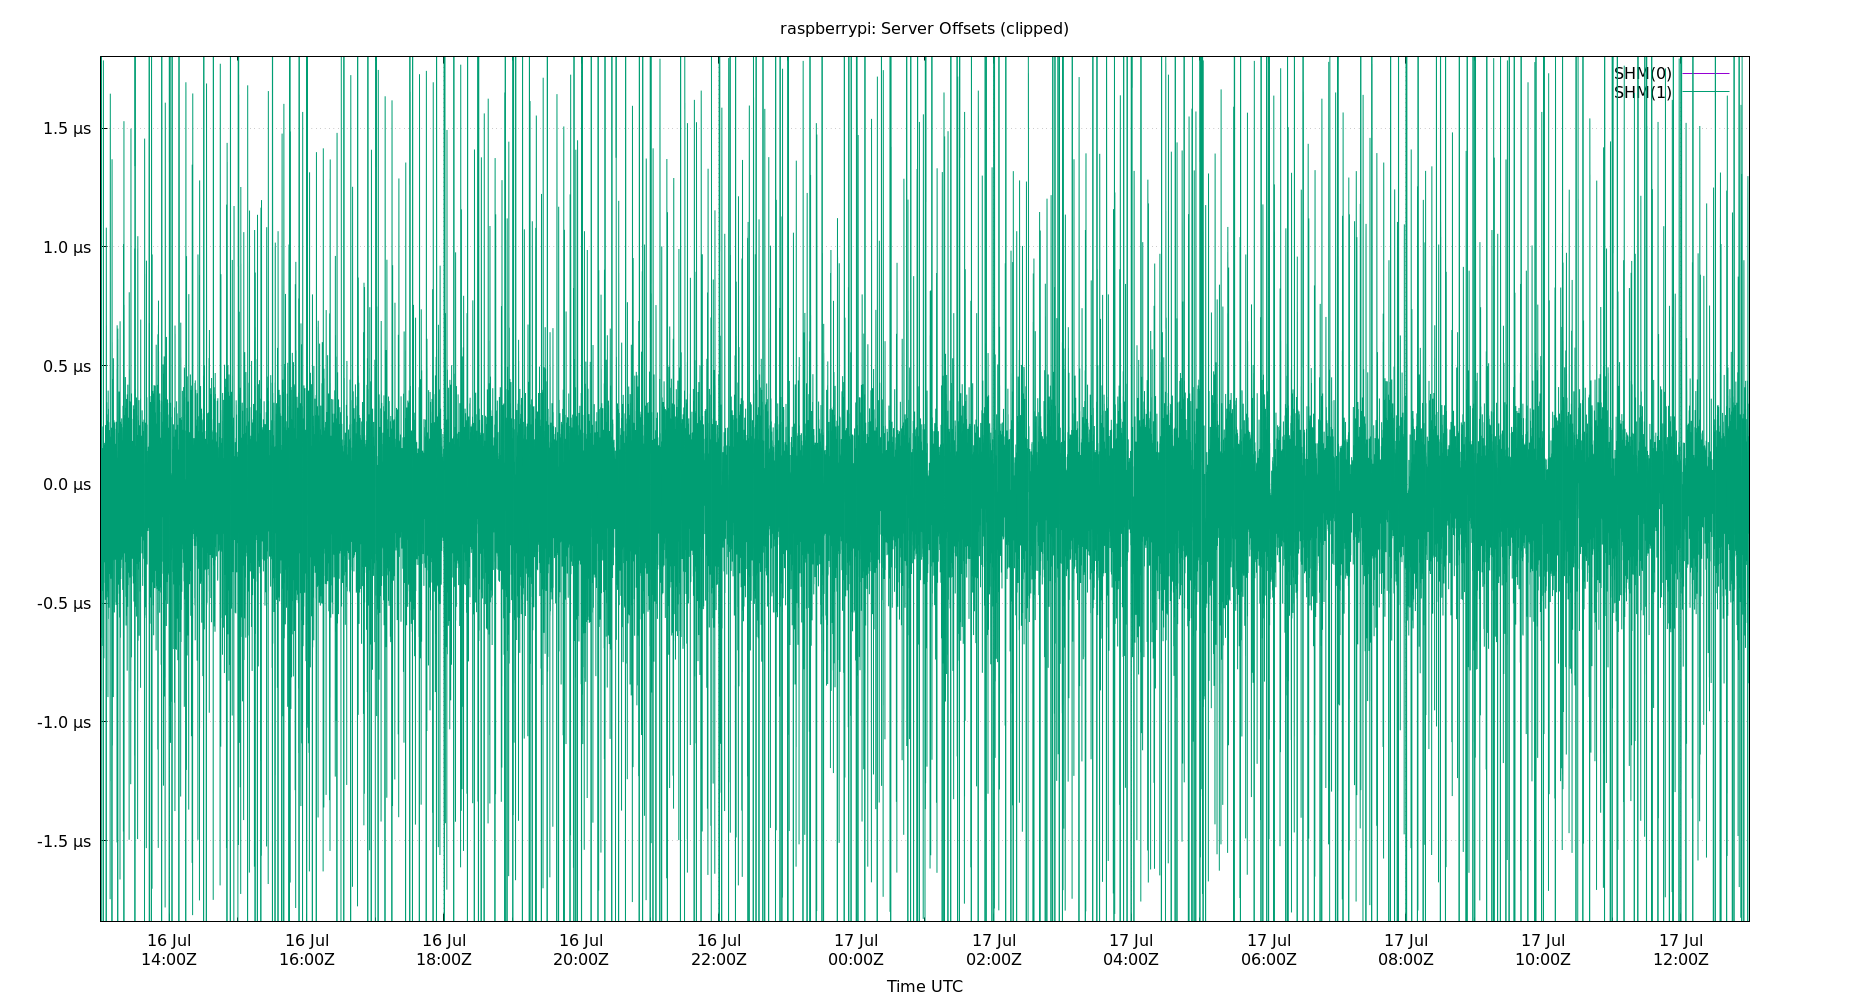 raspberrypi: Server Offsets (clipped)
SHM(0)
SHM(1)
1.5 µs
1.0 µs
0.5 µs
0.0 µs
-0.5 µs
-1.0 µs
-1.5 µs
16 Jul 16 Jul 16 Jul 16 Jul 16 Jul 17 Jul 17 Jul 17 Jul 17 Jul 17 Jul 17 Jul 17 Jul
14:00Z 16:00Z 18:00Z 20:00Z 22:00Z 00:00Z 02:00Z 04:00Z 06:00Z 08:00Z 10:00Z 12:00Z
Time UTC